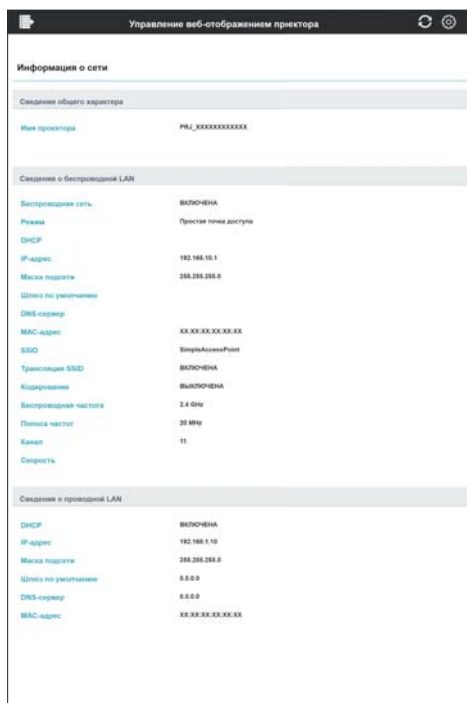 Управление веб-отображением приектора
Информация о сети
Сведения общего характера
Имя проектора PRJ_XXXXXXXXXXXX
Сведения о беспроводной LAN
Беспроводная сеть ВКЛЮЧЕНА
Режим Простая точка доступа
DHCP
IP-адрес 192.168.10.1
Маска подсети 255.255.255.0
Шлюз по умолчанию
DNS-сервер
MAC-адрес XX:XX:XX:XX:XX:XX
SSID SimpleAccessPoint
Трансляция SSID ВКЛЮЧЕНА
Кодирование ВЫКЛЮЧЕНА
Беспроводная частота 2.4 GHz
Полоса частот 20 MHz
Канал 11
Скорость
Сведения о проводной LAN
DHCP ВКЛЮЧЕНА
IP-адрес 192.168.1.10
Маска подсети 255.255.255.0
Шлюз по умолчанию 0.0.0.0
DNS-сервер 0.0.0.0
MAC-адрес XX:XX:XX:XX:XX:XX